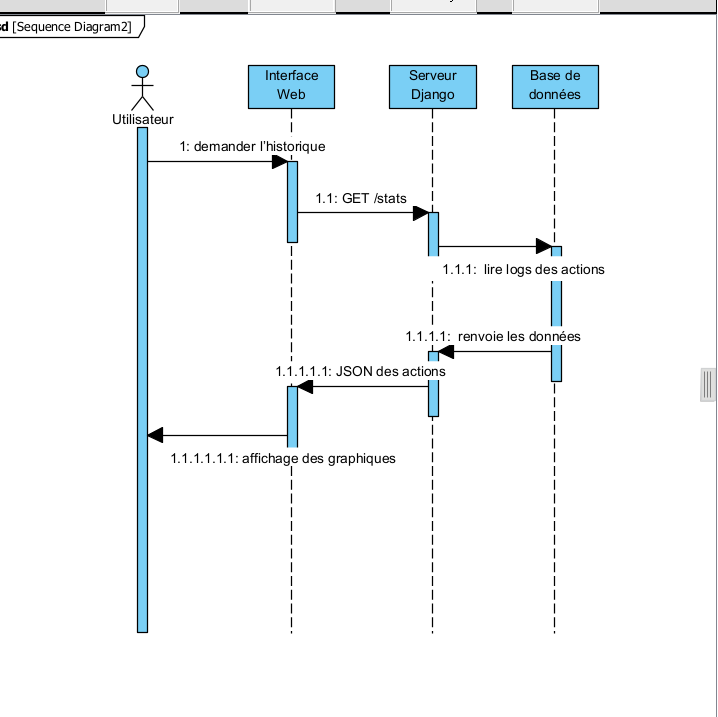 sd [Sequence Diagram2]
Interface
Web
Serveur
Django
Base de
données
Utilisateur
1: demander l'historique
1.1: GET /stats
1.1.1: lire logs des actions
1.1.1.1: renvoie les données
1.1.1.1.1: JSON des actions
1.1.1.1.1.1: affichage des graphiques